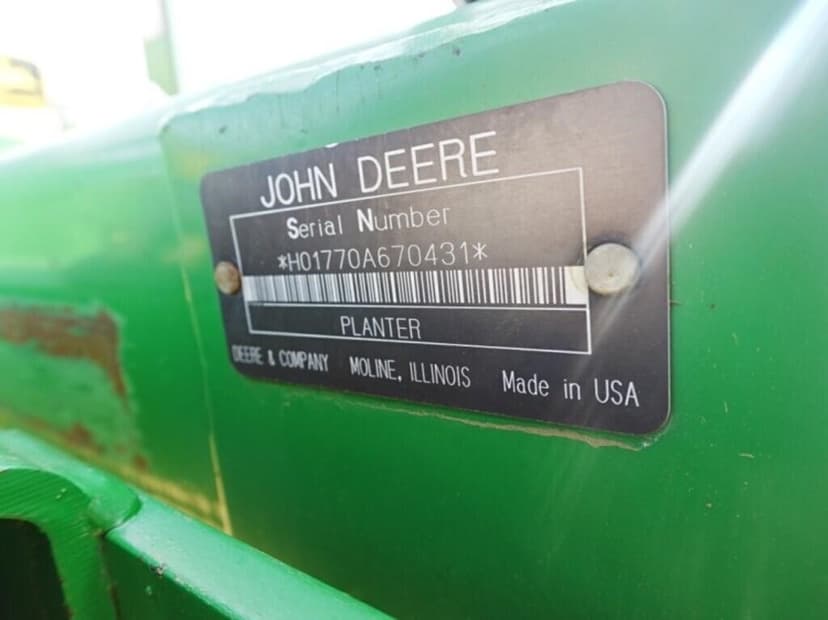 JOHN DEERE
Serial Number
*H01770A670431*
PLANTER
DEERE & COMPANY MOLINE, ILLINOIS Made in USA